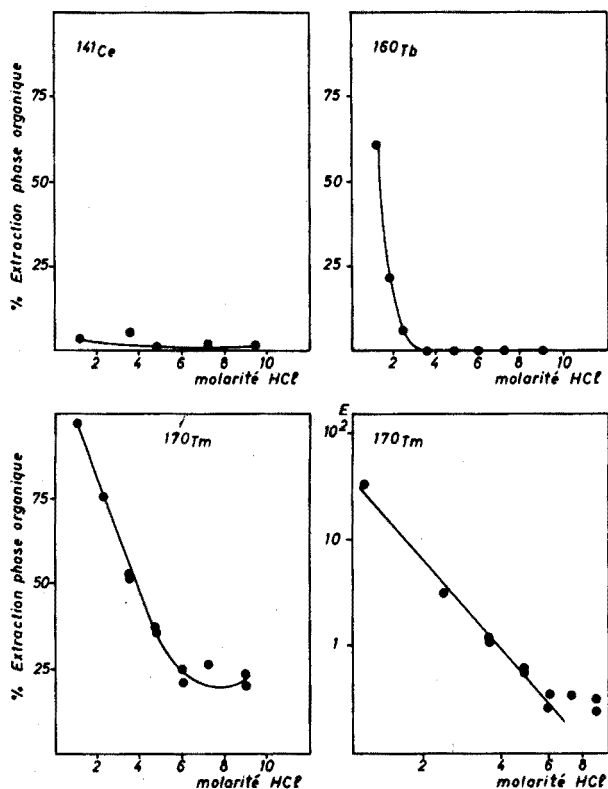 141Ce
% Extraction phase organique
75
50
25
2 4 6 8 10
molarité HCl
160Tb
75
50
25
2 4 6 8 10
molarité HCl
170Tm
% Extraction phase organique
75
50
25
2 4 6 8 10
molarité HCl
E
170Tm
10²
10
1
2 4 6 8
molarité HCl